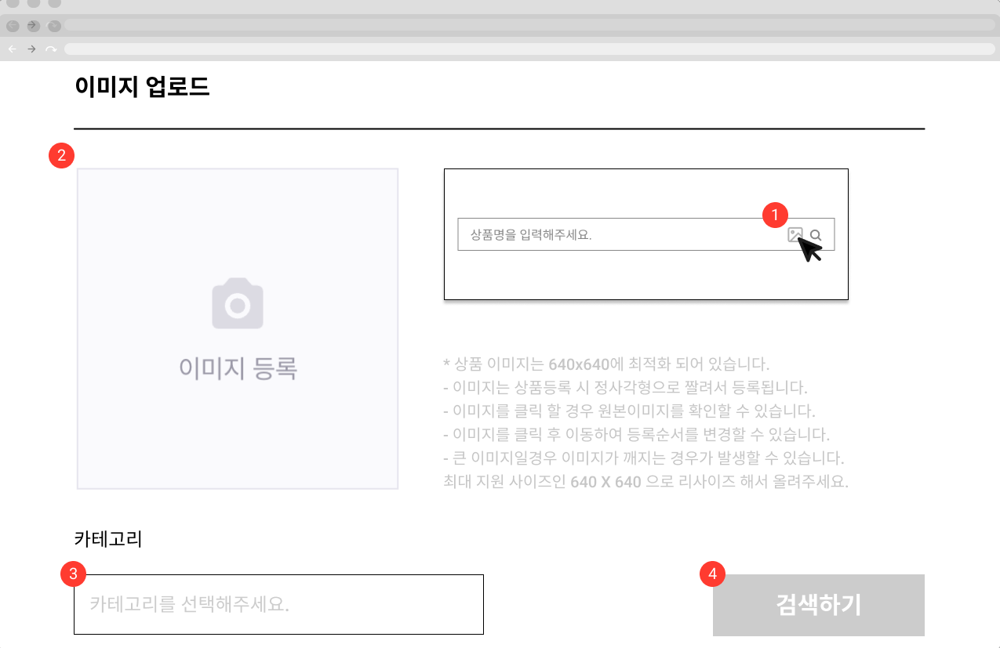 이미지 업로드
2
1
상품명을 입력해주세요.
이미지 등록
* 상품 이미지는 640x640에 최적화 되어 있습니다.
- 이미지는 상품등록 시 정사각형으로 짤려서 등록됩니다.
- 이미지를 클릭 할 경우 원본이미지를 확인할 수 있습니다.
- 이미지를 클릭 후 이동하여 등록순서를 변경할 수 있습니다.
- 큰 이미지일경우 이미지가 깨지는 경우가 발생할 수 있습니다.
최대 지원 사이즈인 640 X 640 으로 리사이즈 해서 올려주세요.
카테고리
3
카테고리를 선택해주세요.
4
검색하기